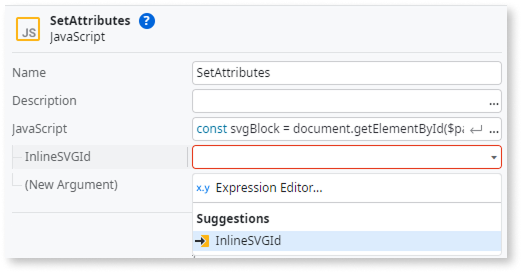 JS
SetAttributes ?
JavaScript
Name SetAttributes
Description ...
JavaScript const svgBlock = document.getElementById($pa ...
InlineSVGId
(New Argument) x.y Expression Editor...
Suggestions
InlineSVGId